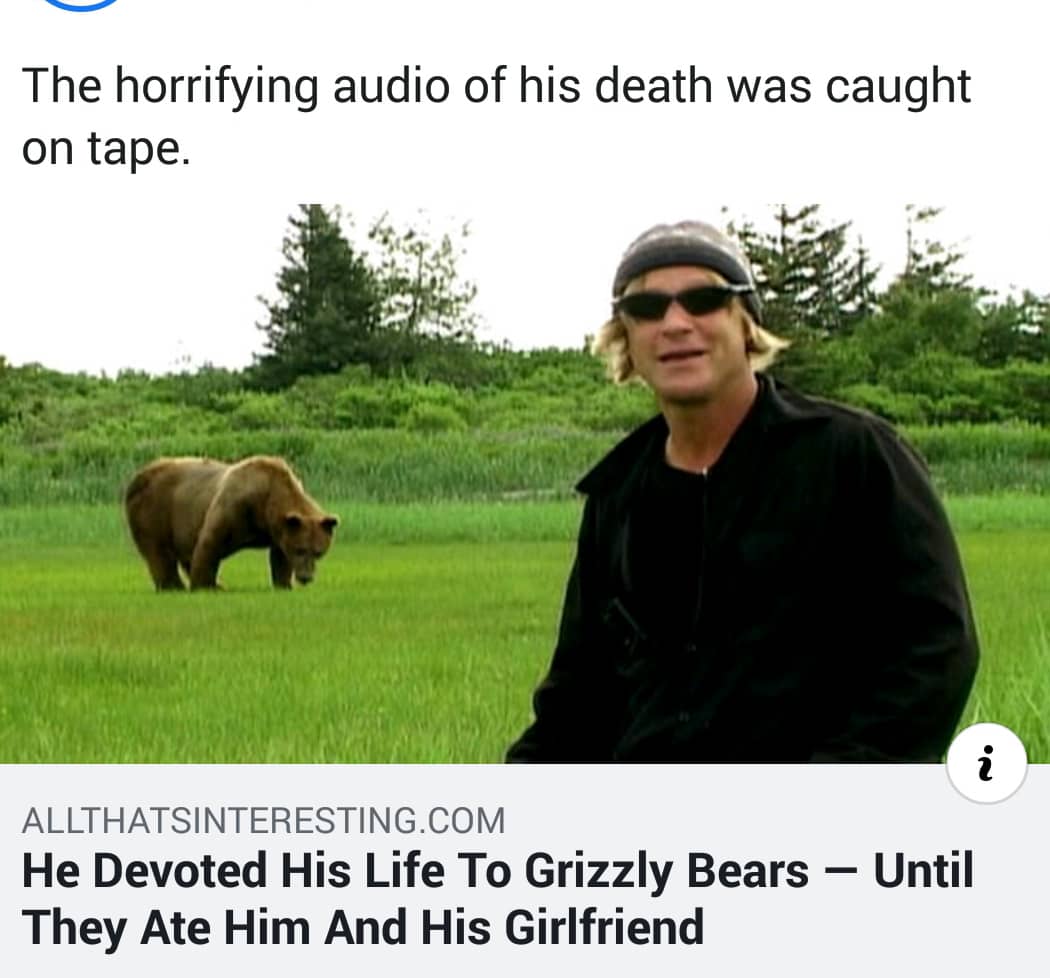 The horrifying audio of his death was caught
on tape.
i
ALLTHATSINTERESTING.COM
He Devoted His Life To Grizzly Bears — Until
They Ate Him And His Girlfriend